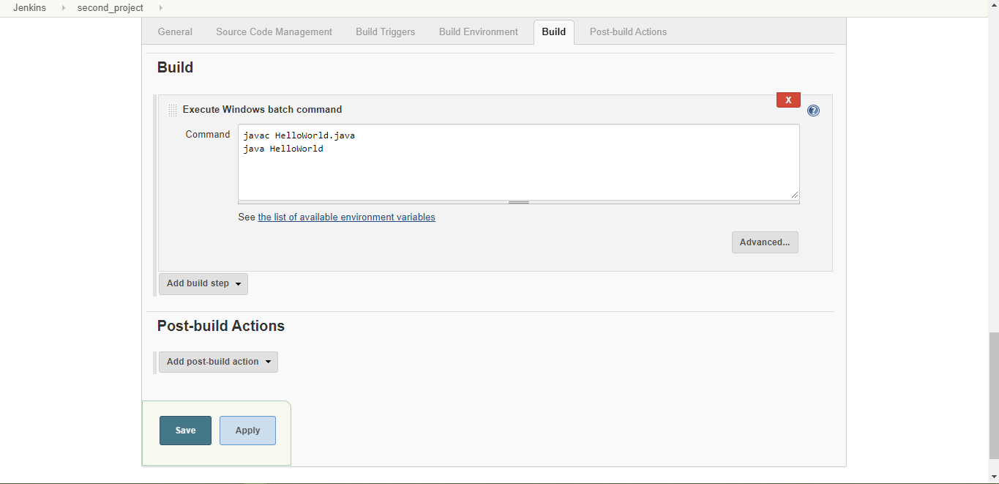 Jenkins second_project
General Source Code Management Build Triggers Build Environment Build Post-build Actions
Build
X
Execute Windows batch command
?
Command
javac HelloWorld.java
java HelloWorld
See the list of available environment variables
Advanced...
Add build step
Post-build Actions
Add post-build action
Save Apply